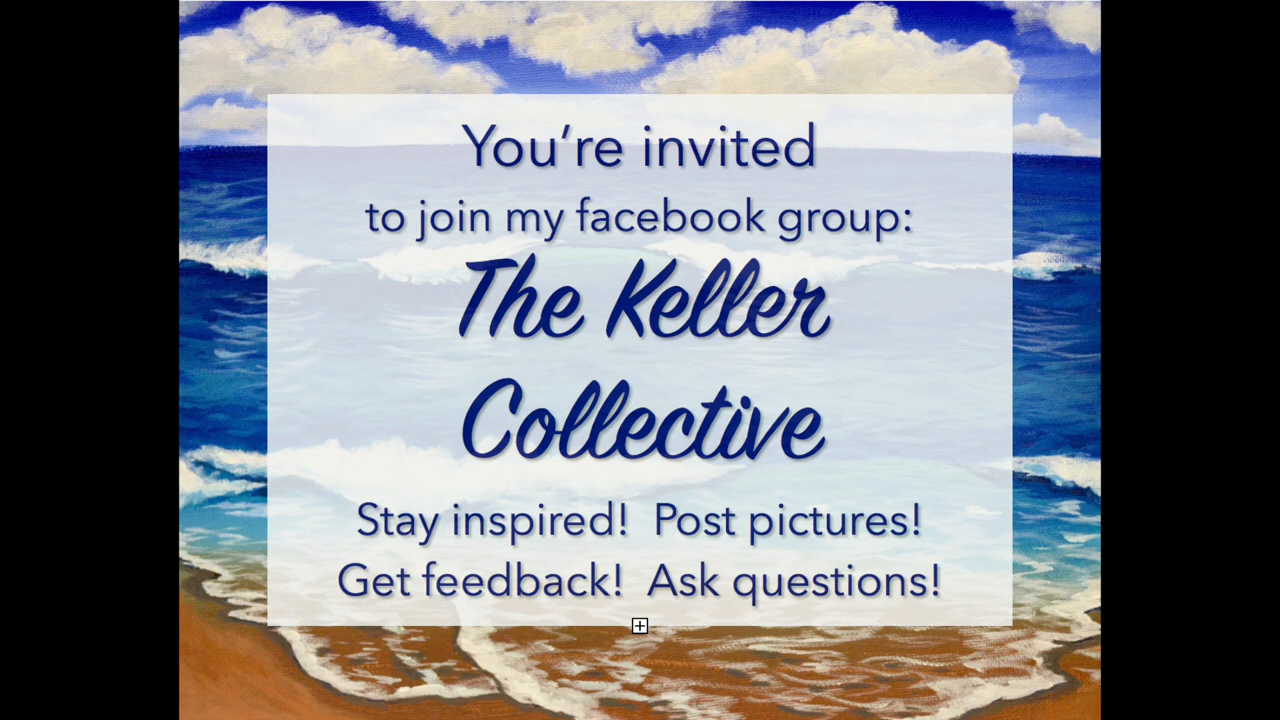 You’re invited
to join my facebook group:
The Keller
Collective
Stay inspired!  Post pictures!
Get feedback!  Ask questions!